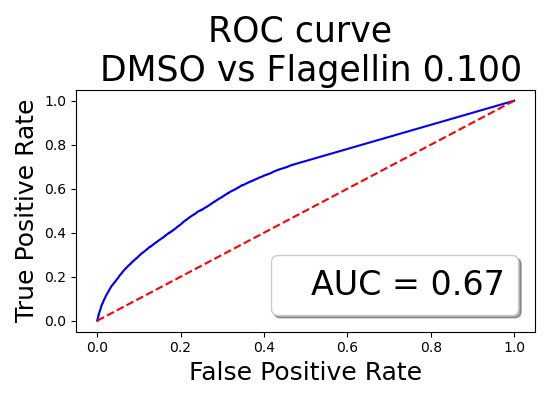 ROC curve
DMSO vs Flagellin 0.100
True Positive Rate
1.0
0.8
0.6
0.4
0.2
0.0
AUC = 0.67
0.0 0.2 0.4 0.6 0.8 1.0
False Positive Rate